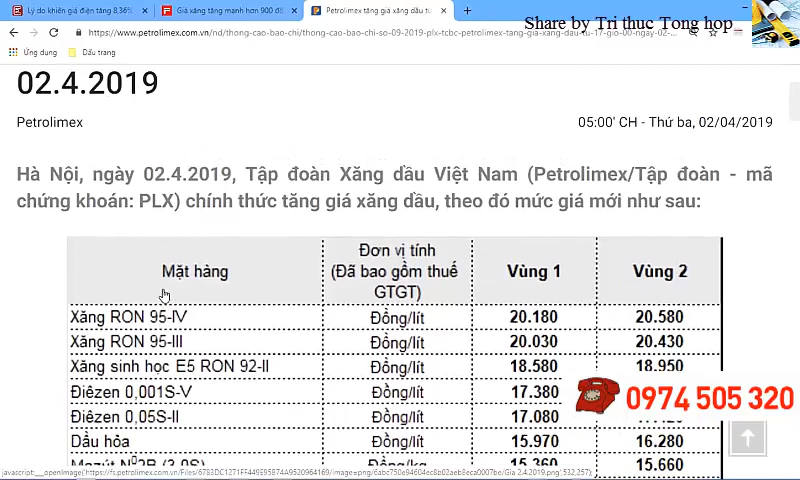 Lý do khiến giá điện tăng 8,36%
Giá xăng tăng mạnh hơn 900 đồ
Petrolimex tăng giá xăng dầu từ
Share by Tri thuc Tong hop
https://www.petrolimex.com.vn/nd/thong-cao-bao-chi/thong-cao-bao-chi-so-09-2019-plx-tcbc-petrolimex-tang-gia-xang-dau-tu-17-gio-00-ngay-02-...
Ứng dụng Dấu trang
02.4.2019
Petrolimex 05:00' CH - Thứ ba, 02/04/2019
Hà Nội, ngày 02.4.2019, Tập đoàn Xăng dầu Việt Nam (Petrolimex/Tập đoàn - mã
chứng khoán: PLX) chính thức tăng giá xăng dầu, theo đó mức giá mới như sau:
Mặt hàng Đơn vị tính (Đã bao gồm thuế GTGT) Vùng 1 Vùng 2
Xăng RON 95-IV Đồng/lít 20.180 20.580
Xăng RON 95-III Đồng/lít 20.030 20.430
Xăng sinh học E5 RON 92-II Đồng/lít 18.580 18.950
Điêzen 0,001S-V Đồng/lít 17.380
0974 505 320
Điêzen 0,05S-II Đồng/lít 17.080
Dầu hỏa Đồng/lít 15.970 16.280
Mazút N°2B (3,0S) Đồng/kg 15.360 15.660